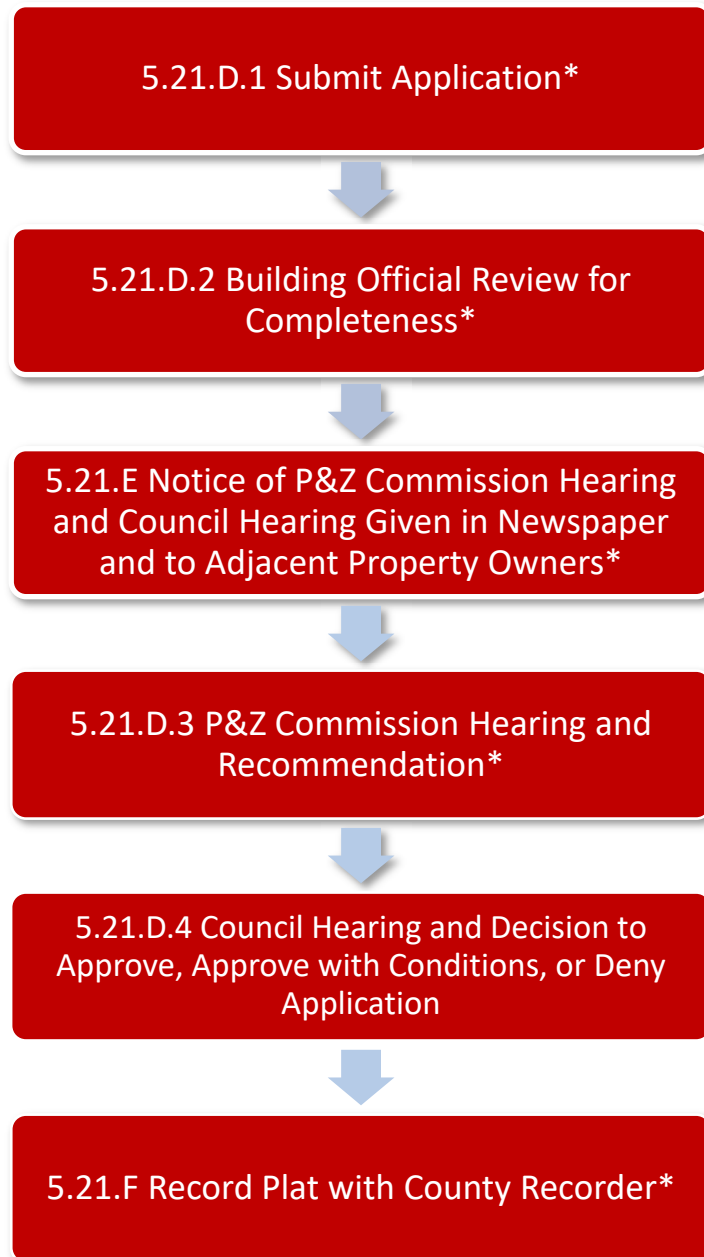 5.21.D.1 Submit Application*
5.21.D.2 Building Official Review for
Completeness*
5.21.E Notice of P&Z Commission Hearing
and Council Hearing Given in Newspaper
and to Adjacent Property Owners*
5.21.D.3 P&Z Commission Hearing and
Recommendation*
5.21.D.4 Council Hearing and Decision to
Approve, Approve with Conditions, or Deny
Application
5.21.F Record Plat with County Recorder*